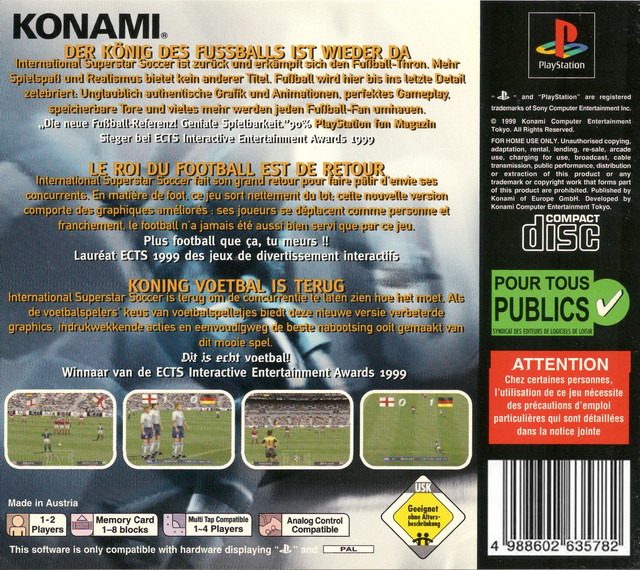 KONAMI®
DER KÖNIG DES FUSSBALLS IST WIEDER DA
International Superstar Soccer ist zurück und erkämpft sich den Fußball-Thron. Mehr
Spielspaß und Realismus bietet kein anderer Titel. Fußball wird hier bis ins letzte Detail
zelebriert: Unglaublich authentische Grafik und Animationen, perfektes Gameplay,
speicherbare Tore und vieles mehr werden jeden Fußball-Fan umhauen.
„Die neue Fußball-Referenz! Geniale Spielbarkeit.“90% PlayStation fun Magazin
Sieger bei ECTS Interactive Entertainment Awards 1999
LE ROI DU FOOTBALL EST DE RETOUR
International Superstar Soccer fait son grand retour pour faire pâlir d'envie ses
concurrents. En matière de foot, ce jeu sort nettement du lot: cette nouvelle version
comporte des graphiques améliorés : ses joueurs se déplacent comme personne et
franchement, le football n'a jamais été aussi bien servi que par ce jeu.
Plus football que ça, tu meurs !!
Lauréat ECTS 1999 des jeux de divertissement interactifs
KONING VOETBAL IS TERUG
International Superstar Soccer is terug om de concurrentie te laten zien hoe het moet. Als
de voetbalspelers' keus van voetbalspelletjes biedt deze nieuwe versie verbeterde
graphics, indrukwekkende acties en eenvoudigweg de beste nabootsing ooit gemaakt van
dit mooie spel.
Dit is echt voetbal!
Winnaar van de ECTS Interactive Entertainment Awards 1999
Made in Austria
1-2
Players
Memory Card
1–8 blocks
Multi Tap Compatible
1–4 Players
Analog Control
Compatible
This software is only compatible with hardware displaying " " and PAL
USK
Geeignet
ohne Alters-
beschränkung
PlayStation
" " and "PlayStation" are registered
trademarks of Sony Computer Entertainment Inc.
© 1999 Konami Computer Entertainment
Tokyo. All Rights Reserved.
FOR HOME USE ONLY. Unauthorised copying,
adaptation, rental, lending, re-sale, arcade
use, charging for use, broadcast, cable
transmission, public performance, distribution
or extraction of this product or any
trademark or copyright work that forms part
of this product are prohibited. Published by
Konami of Europe GmbH. Developed by
Konami Computer Entertainment Tokyo.
COMPACT
disc
POUR TOUS
PUBLICS
SYNDICAT DES EDITEURS DE LOGICIELS DE LOISIR
ATTENTION
Chez certaines personnes,
l'utilisation de ce jeu nécessite
des précautions d'emploi
particulières qui sont détaillées
dans la notice jointe
4 988602 635782